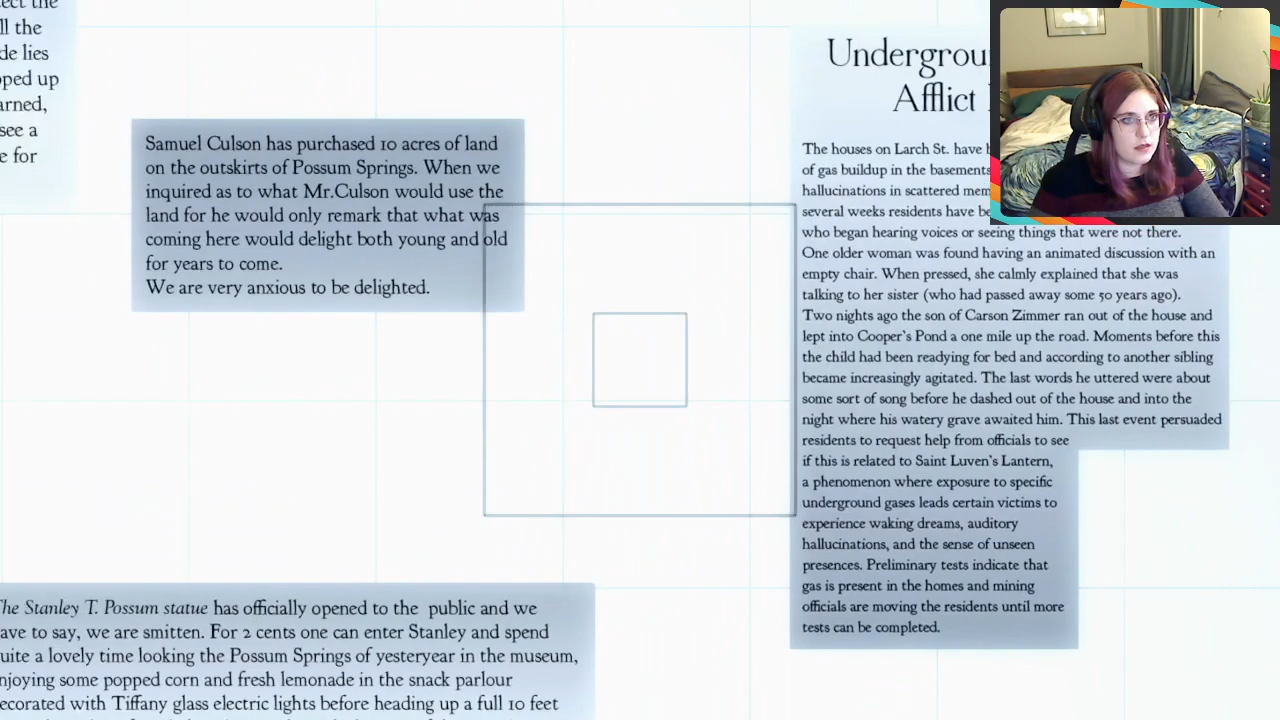 ect the
ll the
de lies
pped up
arned,
see a
e for
Samuel Culson has purchased 10 acres of land
on the outskirts of Possum Springs. When we
inquired as to what Mr.Culson would use the
land for he would only remark that what was
coming here would delight both young and old
for years to come.
We are very anxious to be delighted.
The Stanley T. Possum statue has officially opened to the public and we
ave to say, we are smitten. For 2 cents one can enter Stanley and spend
uite a lovely time looking the Possum Springs of yesteryear in the museum,
njoying some popped corn and fresh lemonade in the snack parlour
ecorated with Tiffany glass electric lights before heading up a full 10 feet
Undergrou
Afflict
The houses on Larch St. have
of gas buildup in the basements
hallucinations in scattered mem
several weeks residents have be
who began hearing voices or seeing things that were not there.
One older woman was found having an animated discussion with an
empty chair. When pressed, she calmly explained that she was
talking to her sister (who had passed away some 50 years ago).
Two nights ago the son of Carson Zimmer ran out of the house and
lept into Cooper's Pond a one mile up the road. Moments before this
the child had been readying for bed and according to another sibling
became increasingly agitated. The last words he uttered were about
some sort of song before he dashed out of the house and into the
night where his watery grave awaited him. This last event persuaded
residents to request help from officials to see
if this is related to Saint Luven's Lantern,
a phenomenon where exposure to specific
underground gases leads certain victims to
experience waking dreams, auditory
hallucinations, and the sense of unseen
presences. Preliminary tests indicate that
gas is present in the homes and mining
officials are moving the residents until more
tests can be completed.